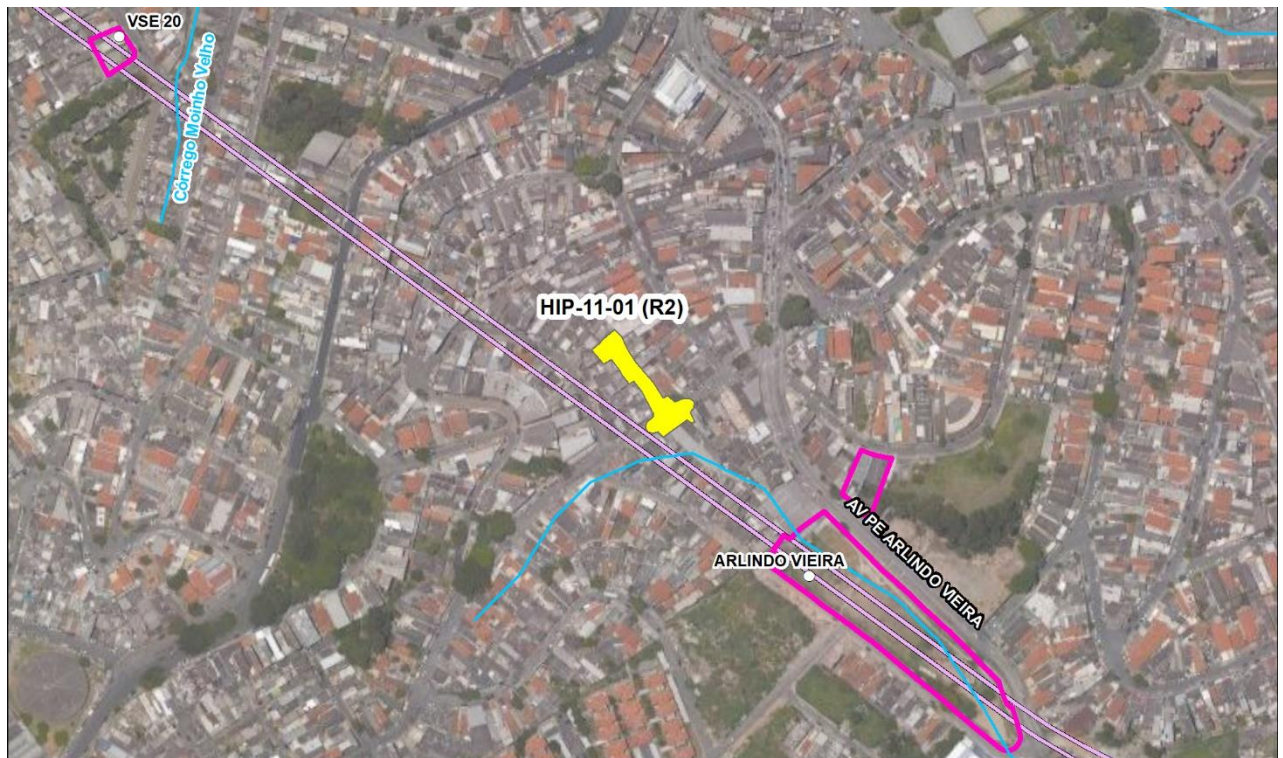 VSE 20
Córrego Moinho Velho
HIP-11-01 (R2)
AV PE ARLINDO VIEIRA
ARLINDO VIEIRA